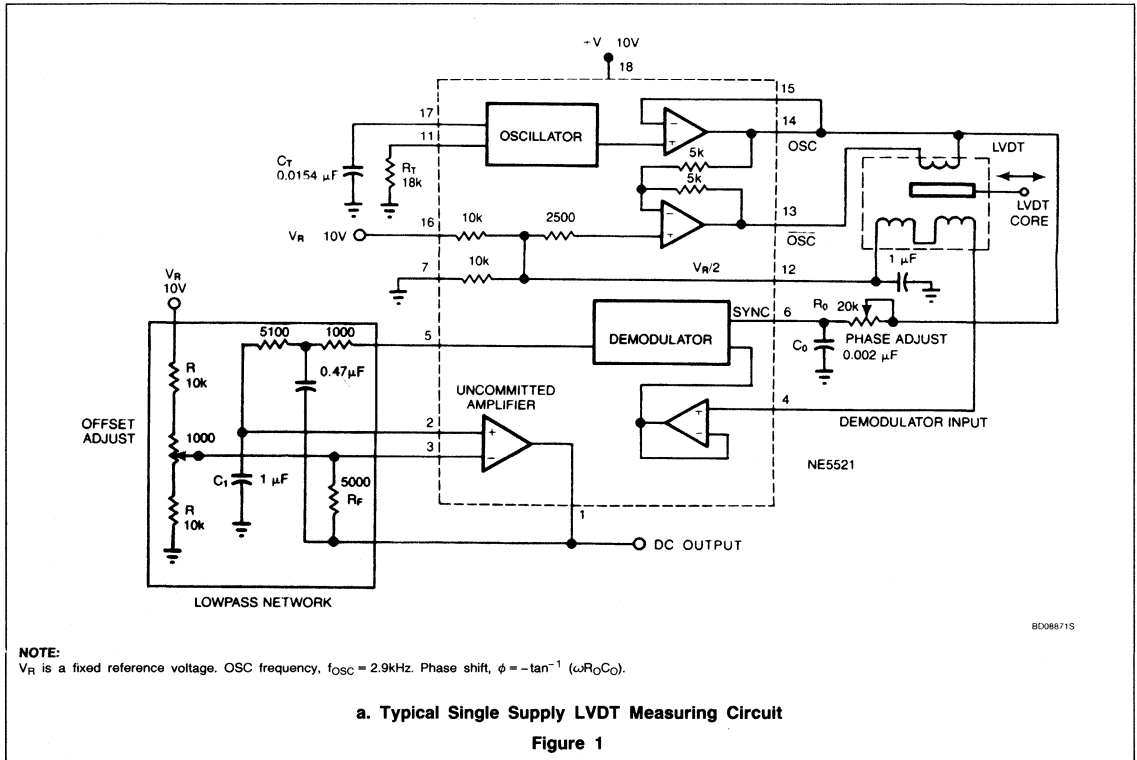 +V 10V
18
15
17
11
OSCILLATOR
14
OSC
LVDT
CT
0.0154 µF
RT
18k
5k
5k
LVDT
CORE
VR 10V
16
10k
2500
13
OSC
7
10k
VR/2
12
1 µF
VR
10V
5100
1000
5
DEMODULATOR
SYNC
6
RO
20k
PHASE ADJUST
CO
0.002 µF
R
10k
0.47µF
UNCOMMITTED
AMPLIFIER
4
DEMODULATOR INPUT
OFFSET
ADJUST
1000
2
3
NE5521
C1
1 µF
5000
RF
R
10k
1
DC OUTPUT
LOWPASS NETWORK
BD08871S
NOTE:
VR is a fixed reference voltage. OSC frequency, fOSC = 2.9kHz. Phase shift, φ = −tan−1 (ωROCO).
a. Typical Single Supply LVDT Measuring Circuit
Figure 1